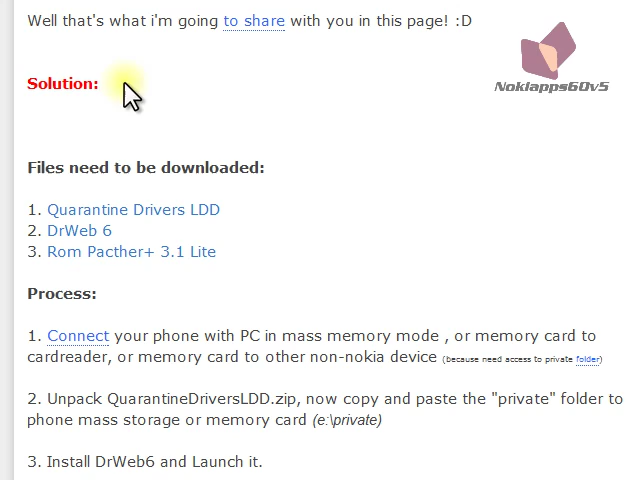 Well that's what i'm going to share with you in this page! :D
Nokiapps60v5
Solution:
Files need to be downloaded:
1. Quarantine Drivers LDD
2. DrWeb 6
3. Rom Pacther+ 3.1 Lite
Process:
1. Connect your phone with PC in mass memory mode , or memory card to
cardreader, or memory card to other non-nokia device (because need access to private folder)
2. Unpack QuarantineDriversLDD.zip, now copy and paste the "private" folder to
phone mass storage or memory card (e:\private)
3. Install DrWeb6 and Launch it.